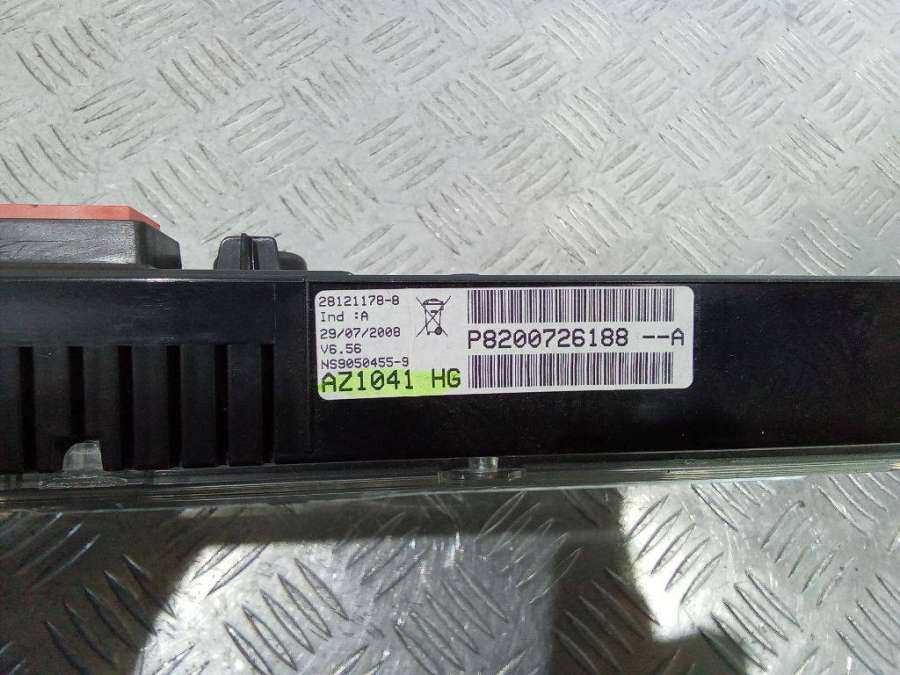 28121178-8
Ind :A
29/07/2008
V6.56
NS9050455-9
AZ1041 HG
P8200726188 --A